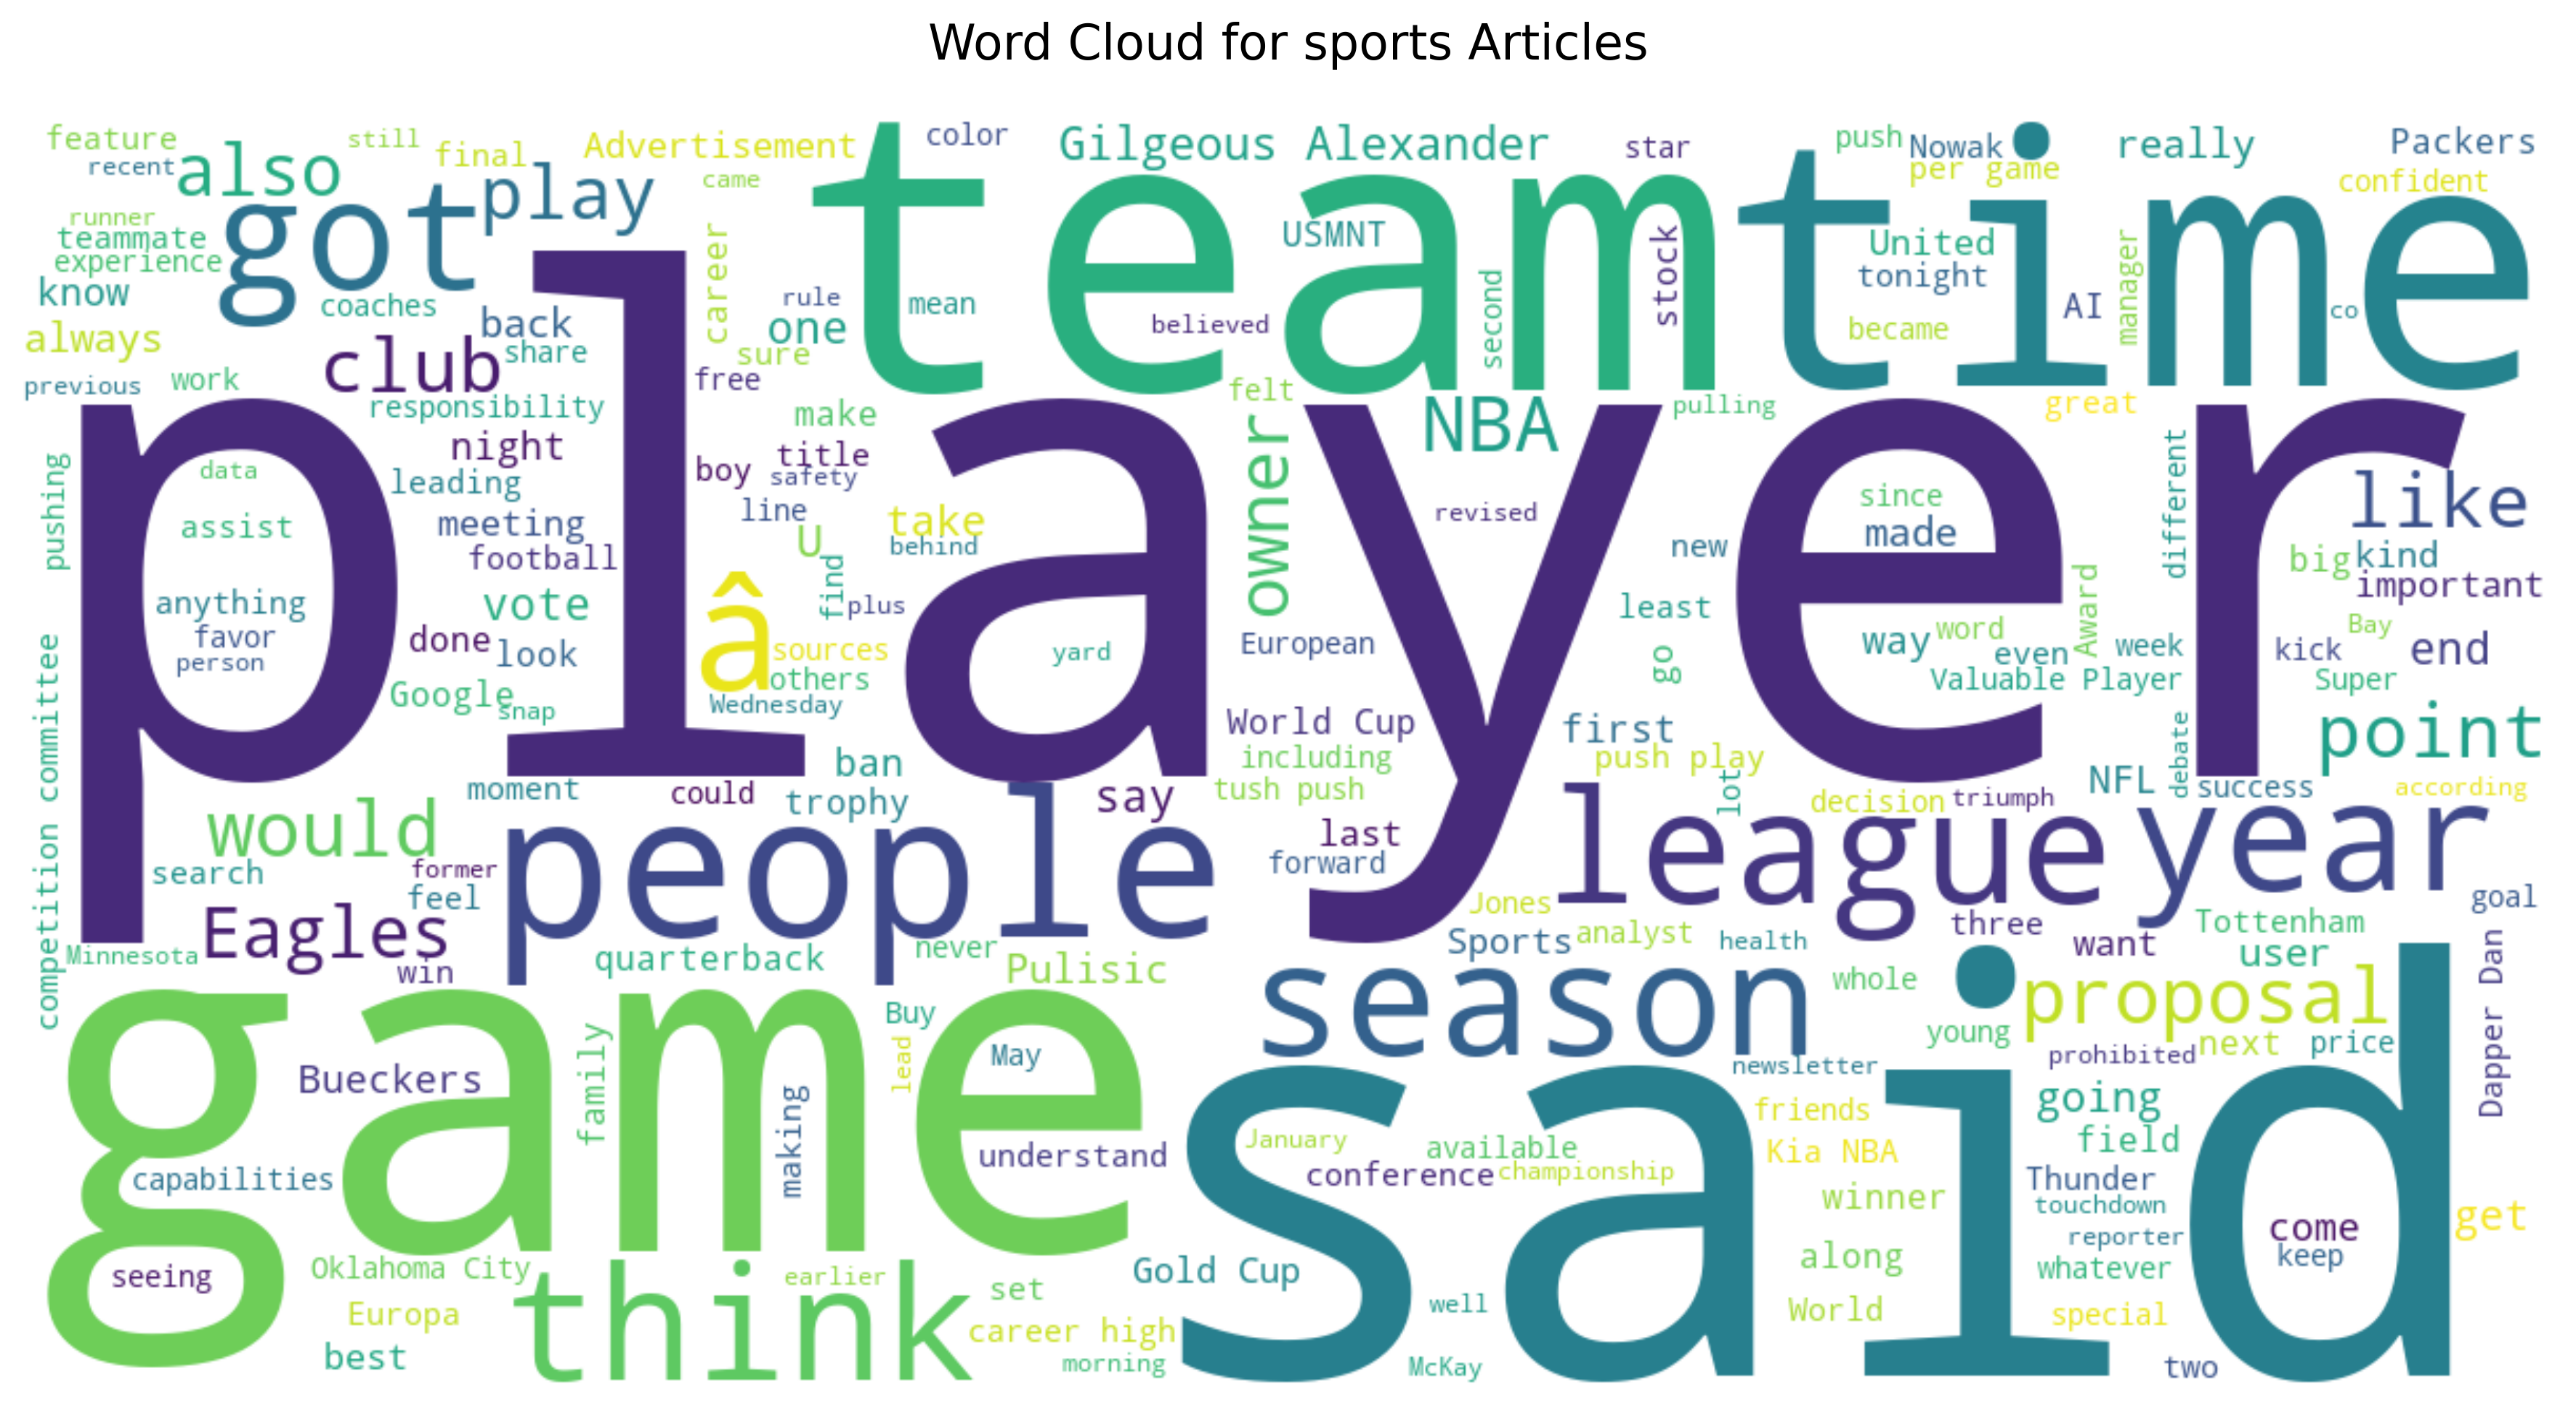 Word Cloud for sports Articles
feature
still
recent
also
final
Advertisement
color
Gilgeous Alexander
star
push
Nowak
per game
really
Packers
confident
came
play
got
team
time
runner
teammate
experience
know
coaches
always
back
career
rule
one
mean
USMNT
believed
second
stock
United
tonight
AI
manager
became
co
club
share
sure
free
previous
work
responsibility
felt
NBA
pulling
great
player
night
make
title
boy
safety
owner
different
like
data
leading
line
take
revised
since
made
pushing
assist
meeting
football
U
behind
new
big
kind
important
anything
favor
person
vote
â
find
plus
least
Award
done
look
sources
others
yard
European
go
way
word
even
week
kick
Bay
end
Google
snap
Wednesday
Valuable Player
Super
competition committee
World Cup
first
point
including
push play
moment
could
ban
trophy
say
tush push
lot
decision
triumph
NFL
debate
success
according
would
people
last
league
year
search
former
feel
forward
Jones
goal
Eagles
Sports
analyst
health
three
want
Tottenham
user
Minnesota
win
quarterback
never
Pulisic
whole
Dapper Dan
game
season
proposal
Buy
May
young
next
price
prohibited
Bueckers
family
making
lead
newsletter
said
friends
going
field
January
available
Kia NBA
understand
conference
championship
capabilities
Thunder
winner
touchdown
reporter
come
keep
get
seeing
Oklahoma City
think
earlier
set
Gold Cup
along
whatever
Europa
well
World
special
best
career high
morning
McKay
two